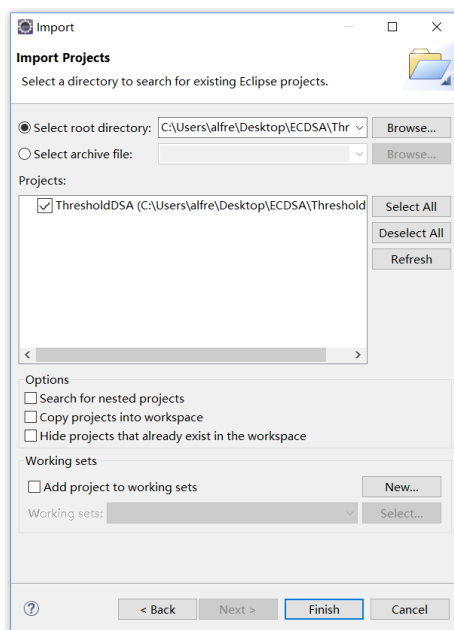 Import
Import Projects
Select a directory to search for existing Eclipse projects.
Select root directory: C:\Users\alfre\Desktop\ECDSA\Thr Browse...
Select archive file: Browse...
Projects:
ThresholdDSA (C:\Users\alfre\Desktop\ECDSA\Threshold
Select All
Deselect All
Refresh
Options
Search for nested projects
Copy projects into workspace
Hide projects that already exist in the workspace
Working sets
Add project to working sets New...
Working sets: Select...
? < Back Next > Finish Cancel